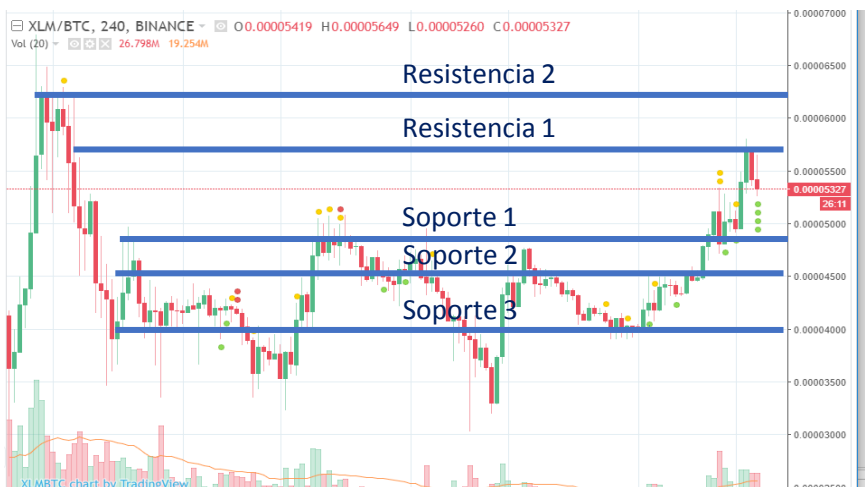 XLM/BTC, 240, BINANCE O0.00005419 H0.00005649 L0.00005260 C0.00005327
Vol (20) 26.798M 19.254M
0.00007000
0.00006500
Resistencia 2
0.00006000
Resistencia 1
0.00005500
0.00005327
26:11
Soporte 1
0.00005000
Soporte 2
0.00004500
Soporte 3
0.00004000
0.00003500
0.00003000
XLMBTC chart by TradingView